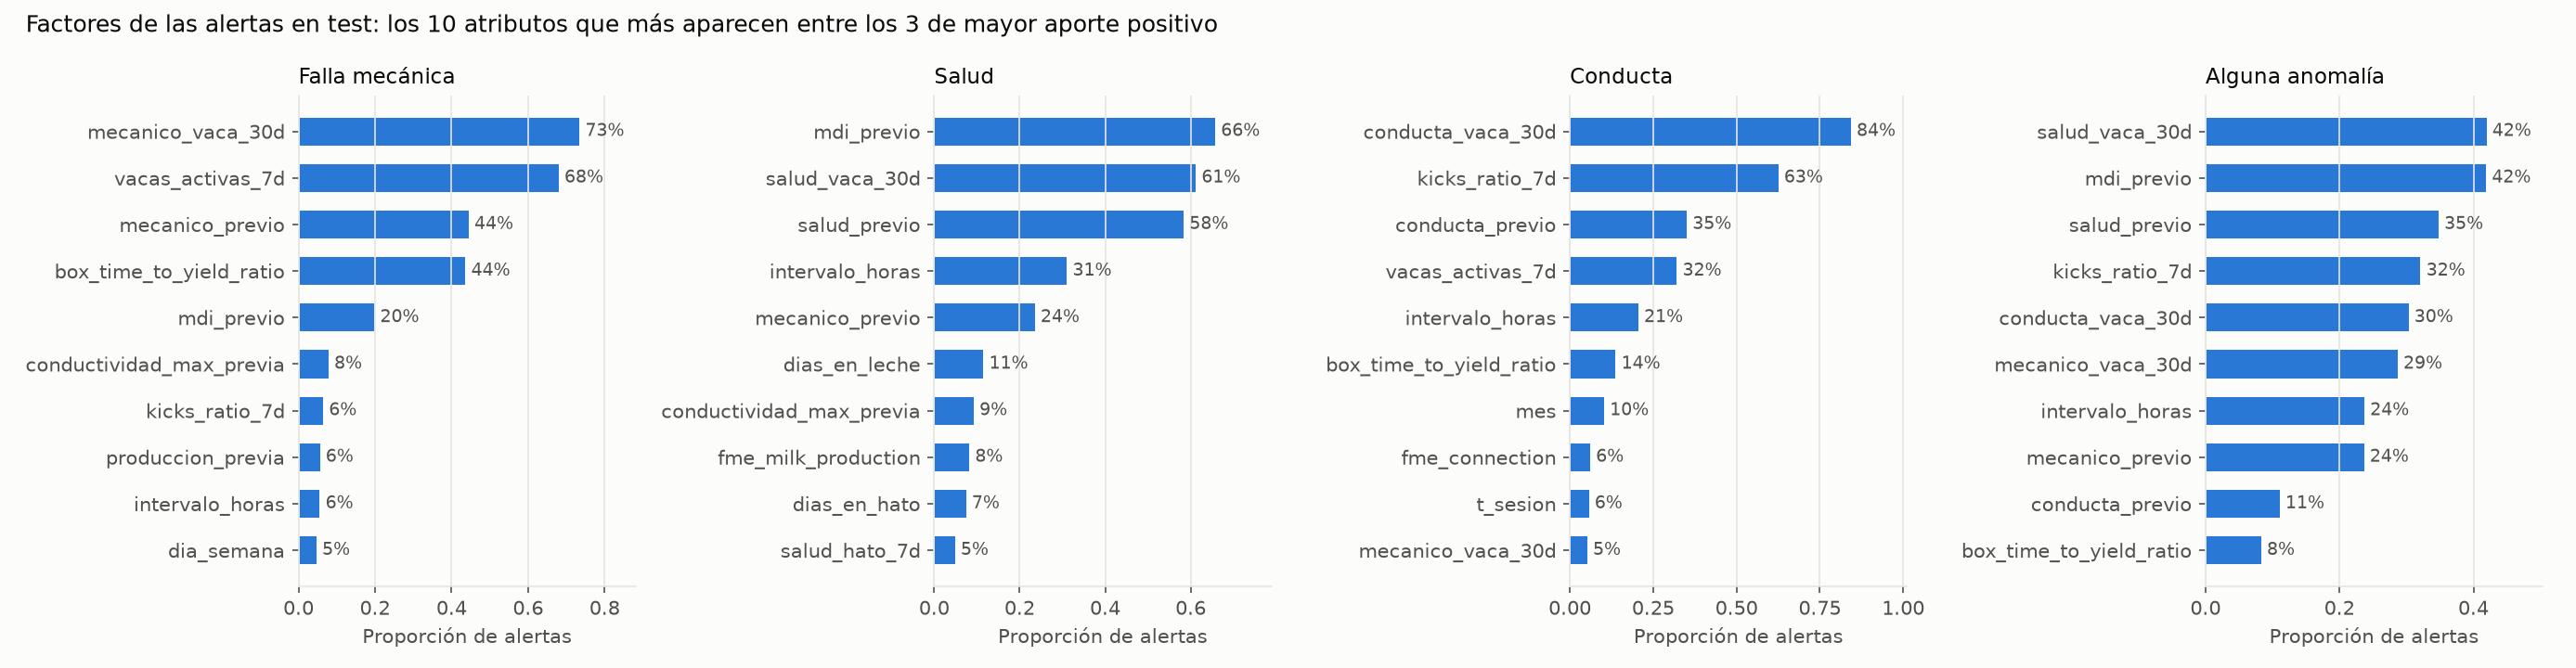 Factores de las alertas en test: los 10 atributos que más aparecen entre los 3 de mayor aporte positivo
Falla mecánica
mecanico_vaca_30d 73%
vacas_activas_7d 68%
mecanico_previo 44%
box_time_to_yield_ratio 44%
mdi_previo 20%
conductividad_max_previa 8%
kicks_ratio_7d 6%
produccion_previa 6%
intervalo_horas 6%
dia_semana 5%
0.0 0.2 0.4 0.6 0.8
Proporción de alertas
Salud
mdi_previo 66%
salud_vaca_30d 61%
salud_previo 58%
intervalo_horas 31%
mecanico_previo 24%
dias_en_leche 11%
conductividad_max_previa 9%
fme_milk_production 8%
dias_en_hato 7%
salud_hato_7d 5%
0.0 0.2 0.4 0.6
Proporción de alertas
Conducta
conducta_vaca_30d 84%
kicks_ratio_7d 63%
conducta_previo 35%
vacas_activas_7d 32%
intervalo_horas 21%
box_time_to_yield_ratio 14%
mes 10%
fme_connection 6%
t_sesion 6%
mecanico_vaca_30d 5%
0.00 0.25 0.50 0.75 1.00
Proporción de alertas
Alguna anomalía
salud_vaca_30d 42%
mdi_previo 42%
salud_previo 35%
kicks_ratio_7d 32%
conducta_vaca_30d 30%
mecanico_vaca_30d 29%
intervalo_horas 24%
mecanico_previo 24%
conducta_previo 11%
box_time_to_yield_ratio 8%
0.0 0.2 0.4
Proporción de alertas